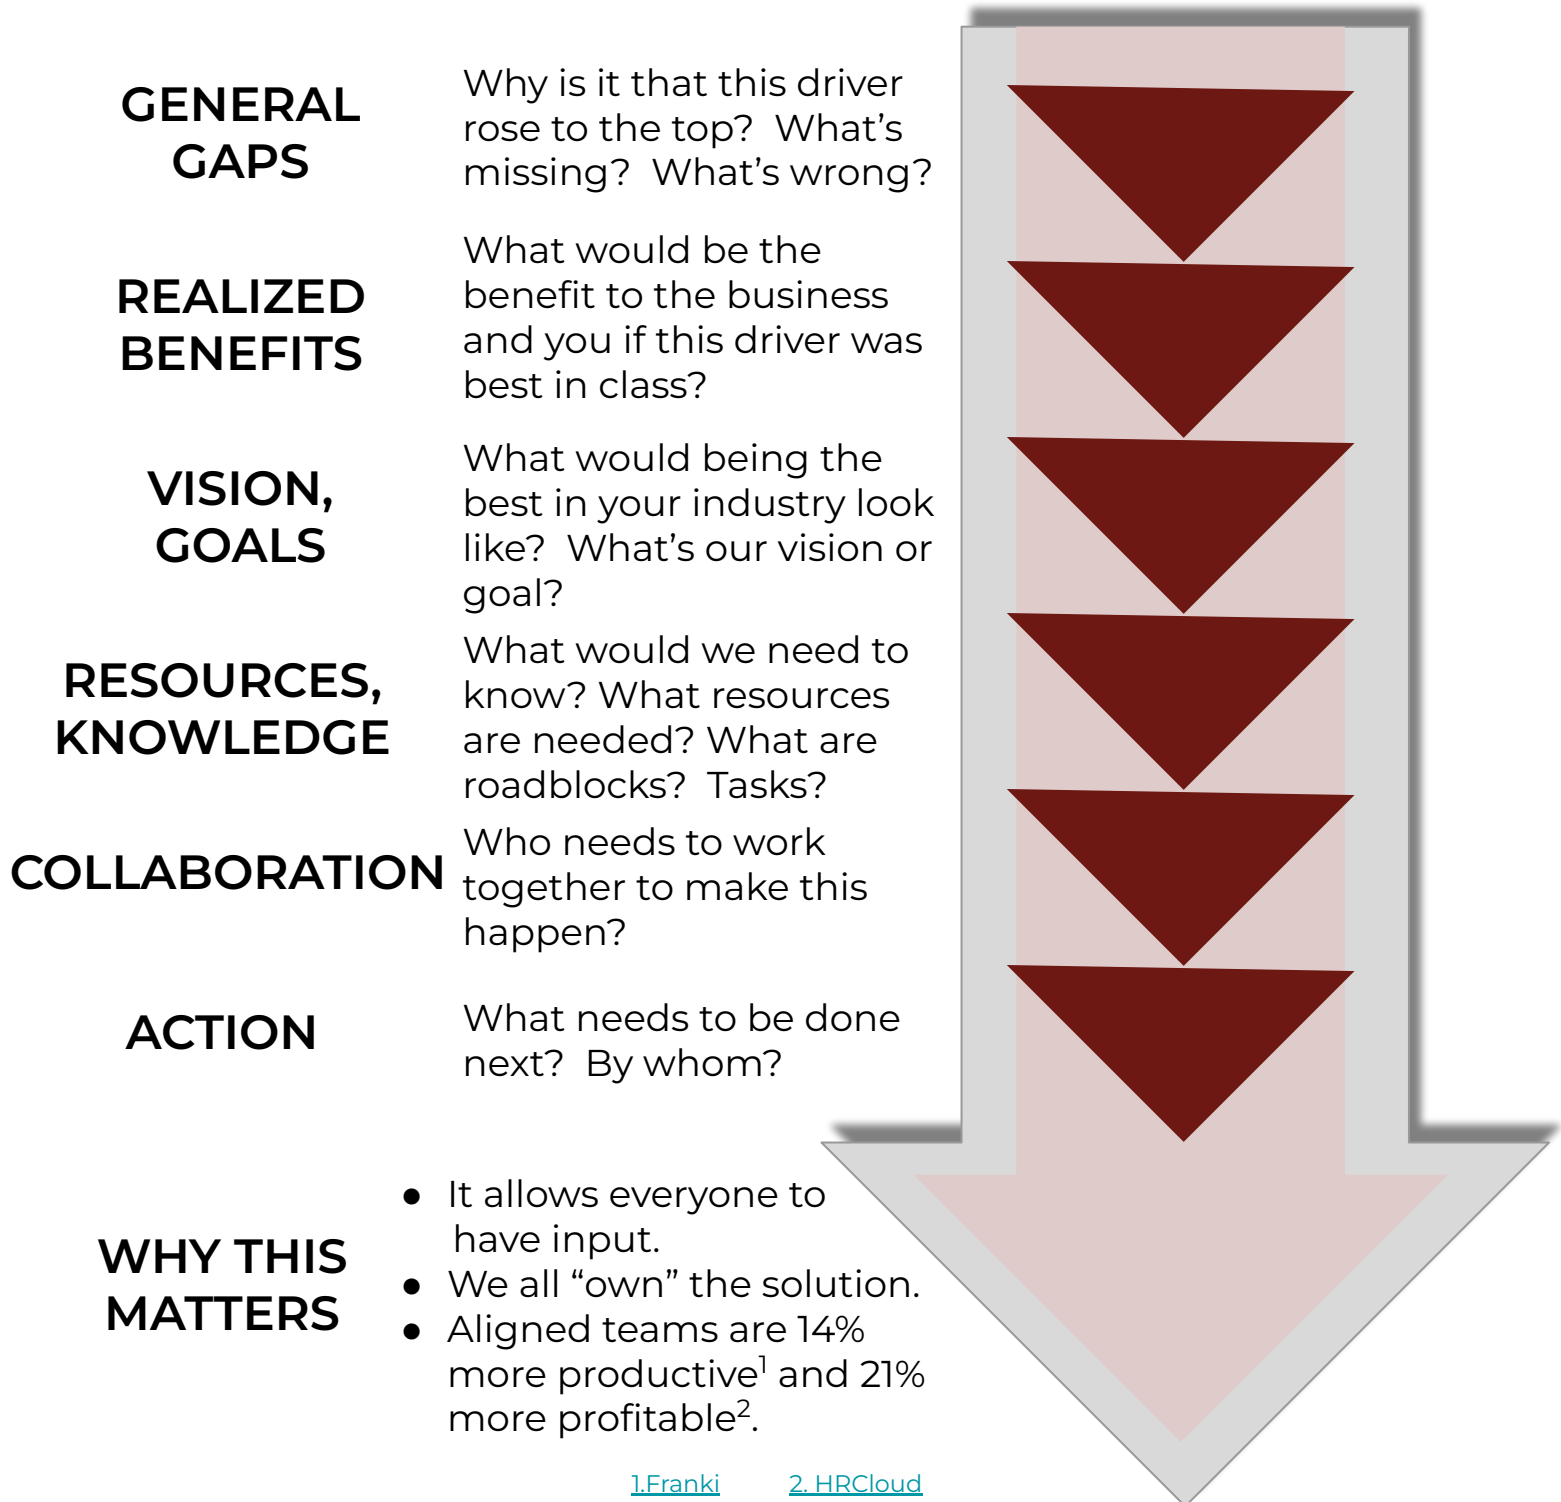 GENERAL
GAPS
Why is it that this driver
rose to the top?  What’s
missing?  What’s wrong?
REALIZED
BENEFITS
What would be the
benefit to the business
and you if this driver was
best in class?
VISION,
GOALS
What would being the
best in your industry look
like?  What’s our vision or
goal?
RESOURCES,
KNOWLEDGE
What would we need to
know? What resources
are needed? What are
roadblocks?  Tasks?
COLLABORATION
Who needs to work
together to make this
happen?
ACTION
What needs to be done
next?  By whom?
WHY THIS
MATTERS
● It allows everyone to
have input.
● We all “own” the solution.
● Aligned teams are 14%
more productive¹ and 21%
more profitable².
1.Franki
2. HRCloud